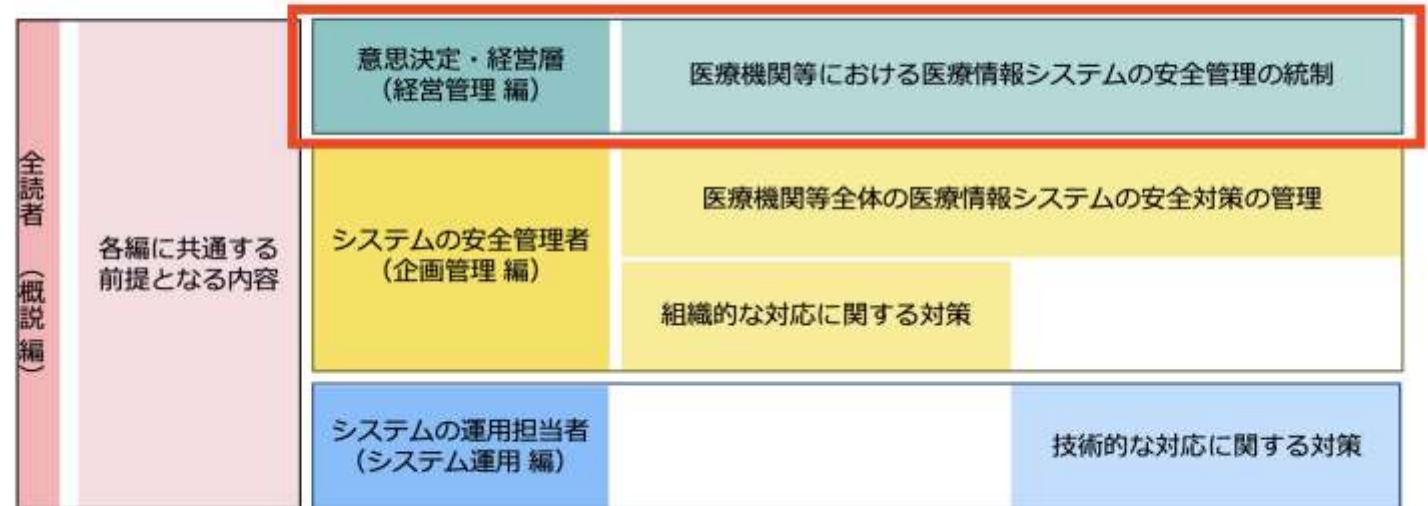 全読者 （概説 編）
各編に共通する
前提となる内容
意思決定・経営層
（経営管理 編）
医療機関等における医療情報システムの安全管理の統制
システムの安全管理者
（企画管理 編）
医療機関等全体の医療情報システムの安全対策の管理
組織的な対応に関する対策
システムの運用担当者
（システム運用 編）
技術的な対応に関する対策